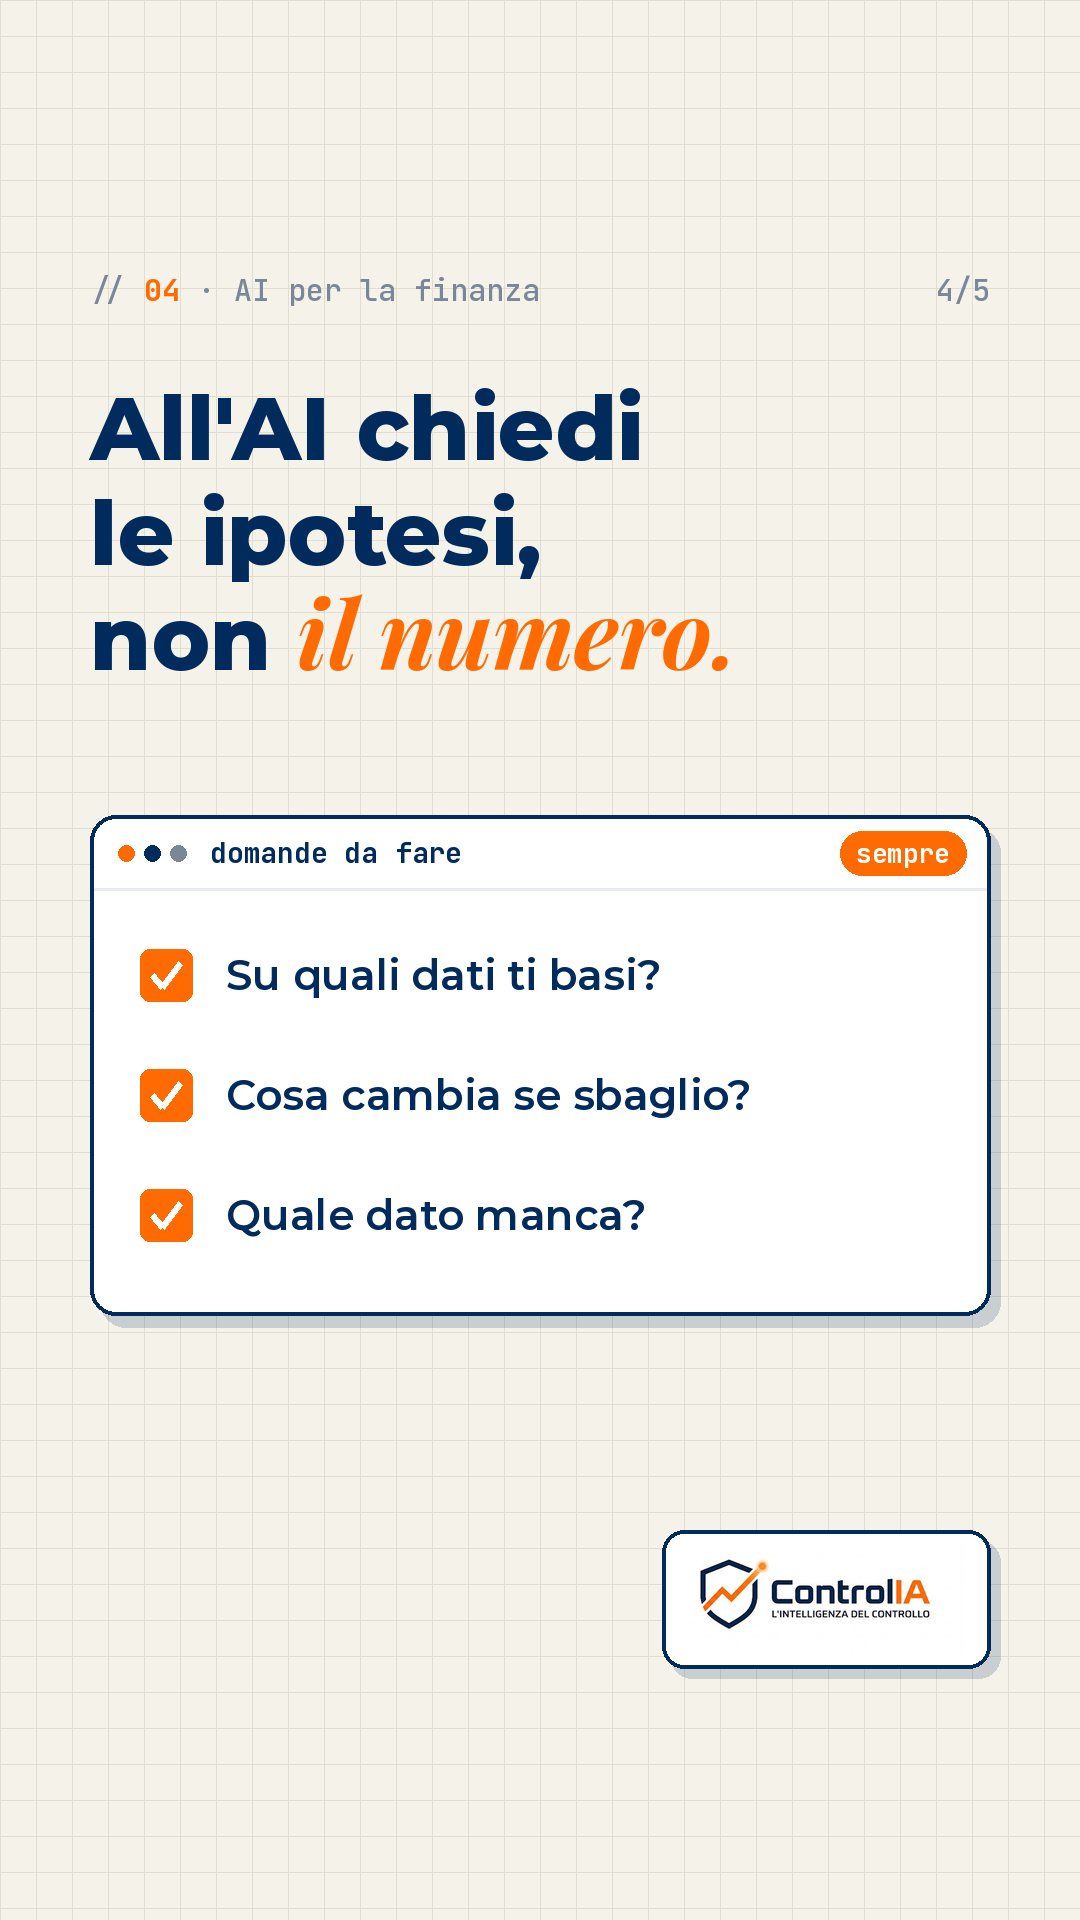 // 04 · AI per la finanza
4/5
All'AI chiedi
le ipotesi,
non il numero.
domande da fare
sempre
Su quali dati ti basi?
Cosa cambia se sbaglio?
Quale dato manca?
ControlIA
L'INTELLIGENZA DEL CONTROLLO